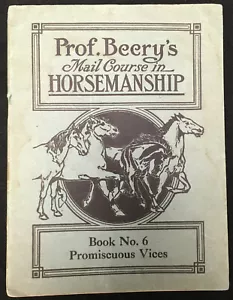 Prof. Beery's
Mail Course in
HORSEMANSHIP
Book No. 6
Promiscuous Vices